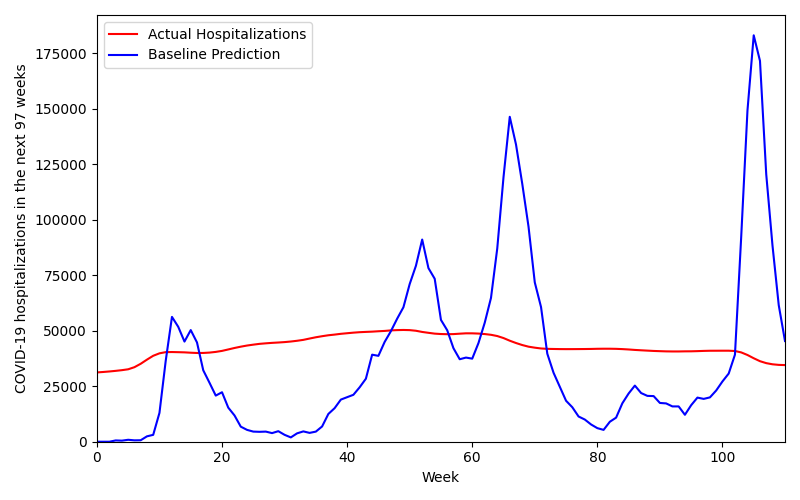 Actual Hospitalizations
Baseline Prediction
COVID-19 hospitalizations in the next 97 weeks
175000
150000
125000
100000
75000
50000
25000
0
0 20 40 60 80 100
Week